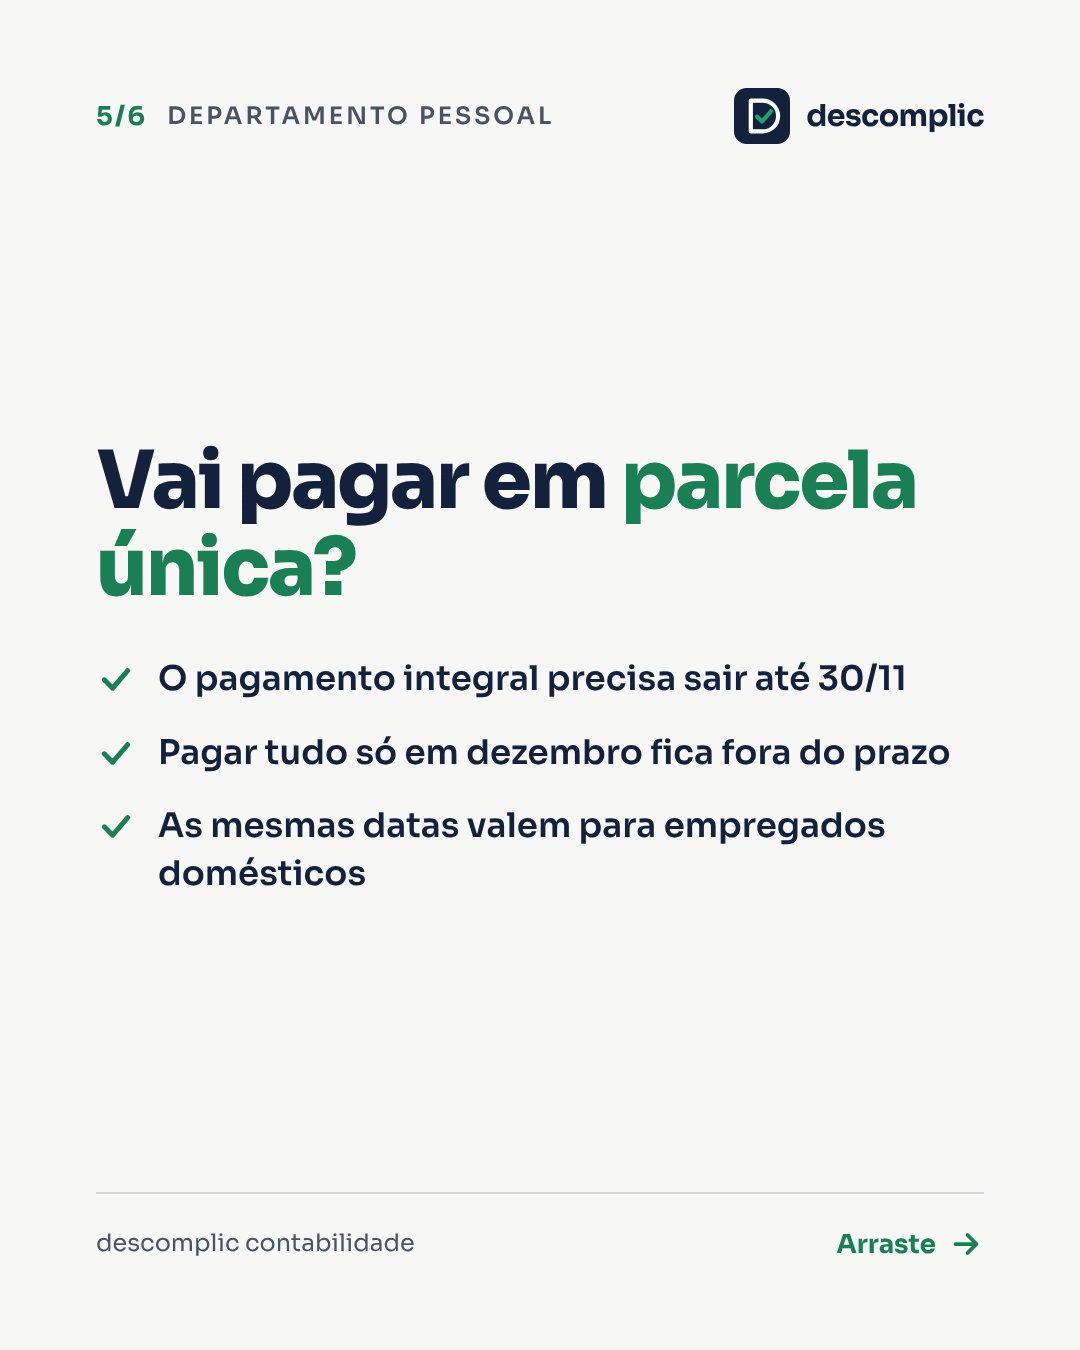 5/6 DEPARTAMENTO PESSOAL
descomplic
Vai pagar em parcela
única?
O pagamento integral precisa sair até 30/11
Pagar tudo só em dezembro fica fora do prazo
As mesmas datas valem para empregados
domésticos
descomplic contabilidade
Arraste →